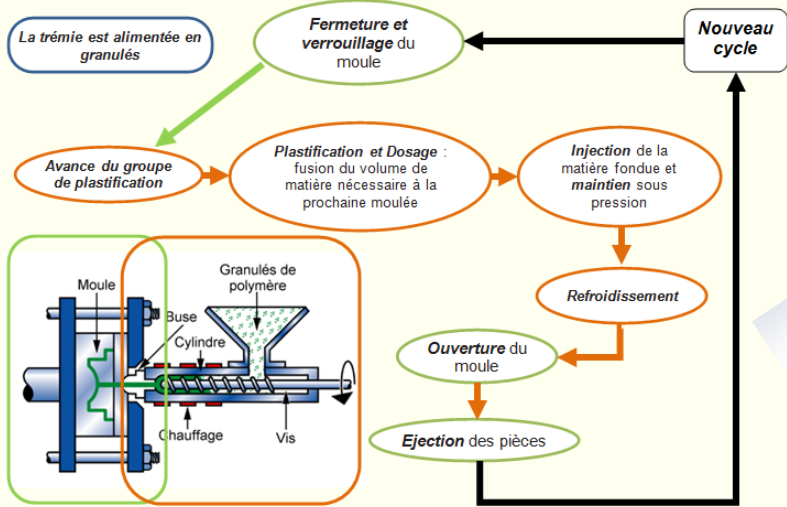 La trémie est alimentée en
granulés
Fermeture et
verrouillage du
moule
Nouveau
cycle
Avance du groupe
de plastification
Plastification et Dosage :
fusion du volume de
matière nécessaire à la
prochaine moulée
Injection de la
matière fondue et
maintien sous
pression
Refroidissement
Ouverture du
moule
Ejection des pièces
Moule
Buse
Cylindre
Granulés de
polymère
Chauffage
Vis